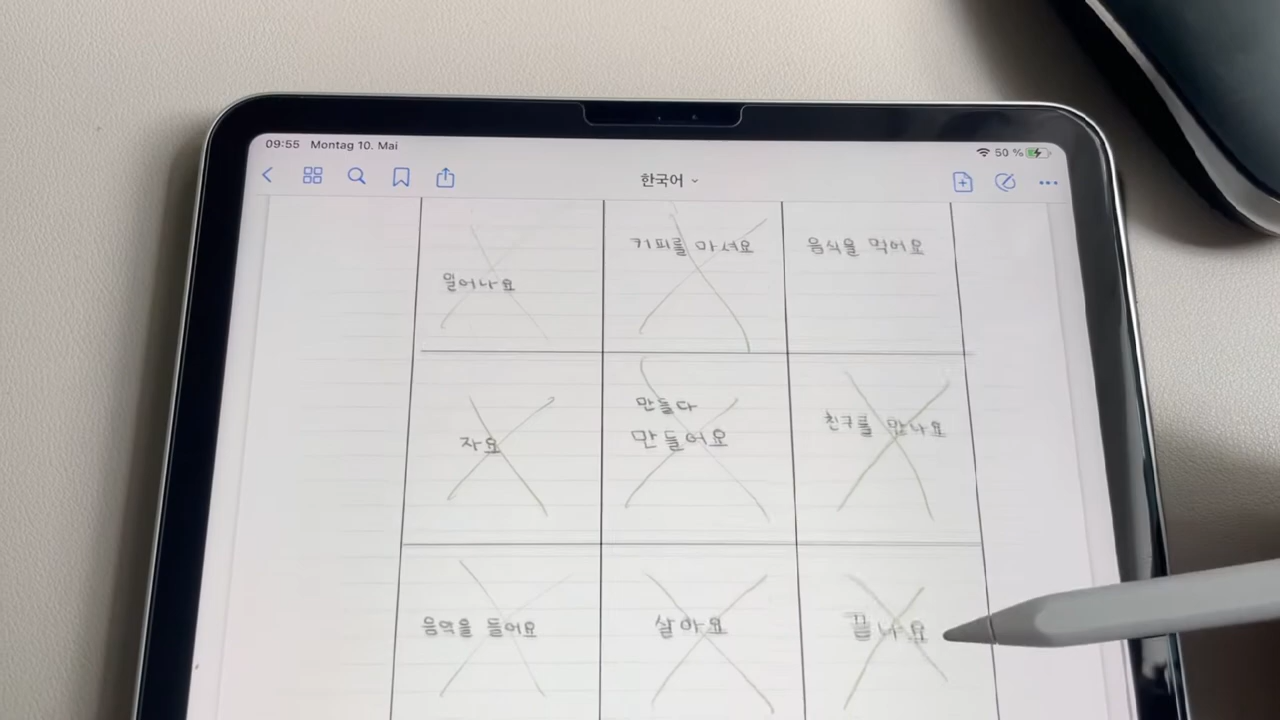 09:55 Montag 10. Mai
50 %
한국어
일어나요
커피를 마셔요
음식을 먹어요
자요
만들다
만들어요
친구를 만나요
음악을 들어요
살아요
끝나요